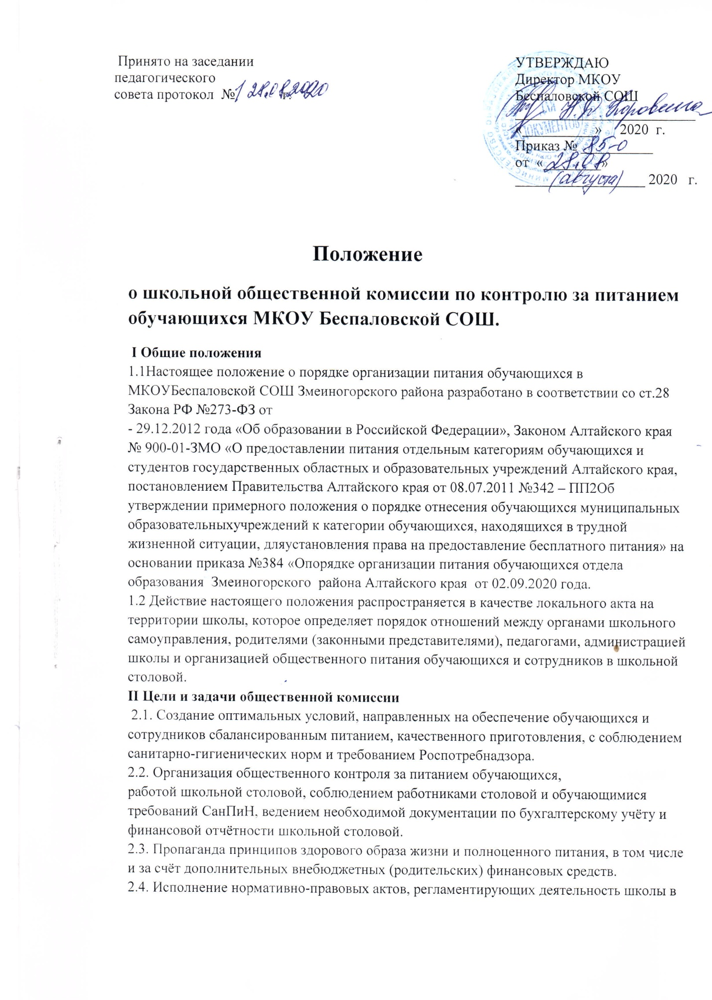 Принято на заседании
педагогического
совета протокол № 1 28.08.2020 г.
УТВЕРЖДАЮ
Директор МКОУ
Беспаловской СОШ
«__________» 2020 г.
Приказ № 85-о
от «28.08»
(августа) 2020 г.
ДЛЯ
ДОКУМЕНТОВ
Положение
о школьной общественной комиссии по контролю за питанием
обучающихся МКОУ Беспаловской СОШ.
I Общие положения
1.1Настоящее положение о порядке организации питания обучающихся в
МКОУБеспаловской СОШ Змеиногорского района разработано в соответствии со ст.28
Закона РФ №273-ФЗ от
- 29.12.2012 года «Об образовании в Российской Федерации», Законом Алтайского края
№ 900-01-ЗМО «О предоставлении питания отдельным категориям обучающихся и
студентов государственных областных и образовательных учреждений Алтайского края,
постановлением Правительства Алтайского края от 08.07.2011 №342 – ПП2Об
утверждении примерного положения о порядке отнесения обучающихся муниципальных
образовательныхучреждений к категории обучающихся, находящихся в трудной
жизненной ситуации, дляустановления права на предоставление бесплатного питания» на
основании приказа №384 «Опорядке организации питания обучающихся отдела
образования Змеиногорского района Алтайского края от 02.09.2020 года.
1.2 Действие настоящего положения распространяется в качестве локального акта на
территории школы, которое определяет порядок отношений между органами школьного
самоуправления, родителями (законными представителями), педагогами, администрацией
школы и организацией общественного питания обучающихся и сотрудников в школьной
столовой.
II Цели и задачи общественной комиссии
2.1. Создание оптимальных условий, направленных на обеспечение обучающихся и
сотрудников сбалансированным питанием, качественного приготовления, с соблюдением
санитарно-гигиенических норм и требованием Роспотребнадзора.
2.2. Организация общественного контроля за питанием обучающихся,
работой школьной столовой, соблюдением работниками столовой и обучающимися
требований СанПиН, ведением необходимой документации по бухгалтерскому учёту и
финансовой отчётности школьной столовой.
2.3. Пропаганда принципов здорового образа жизни и полноценного питания, в том числе
и за счёт дополнительных внебюджетных (родительских) финансовых средств.
2.4. Исполнение нормативно-правовых актов, регламентирующих деятельность школы в